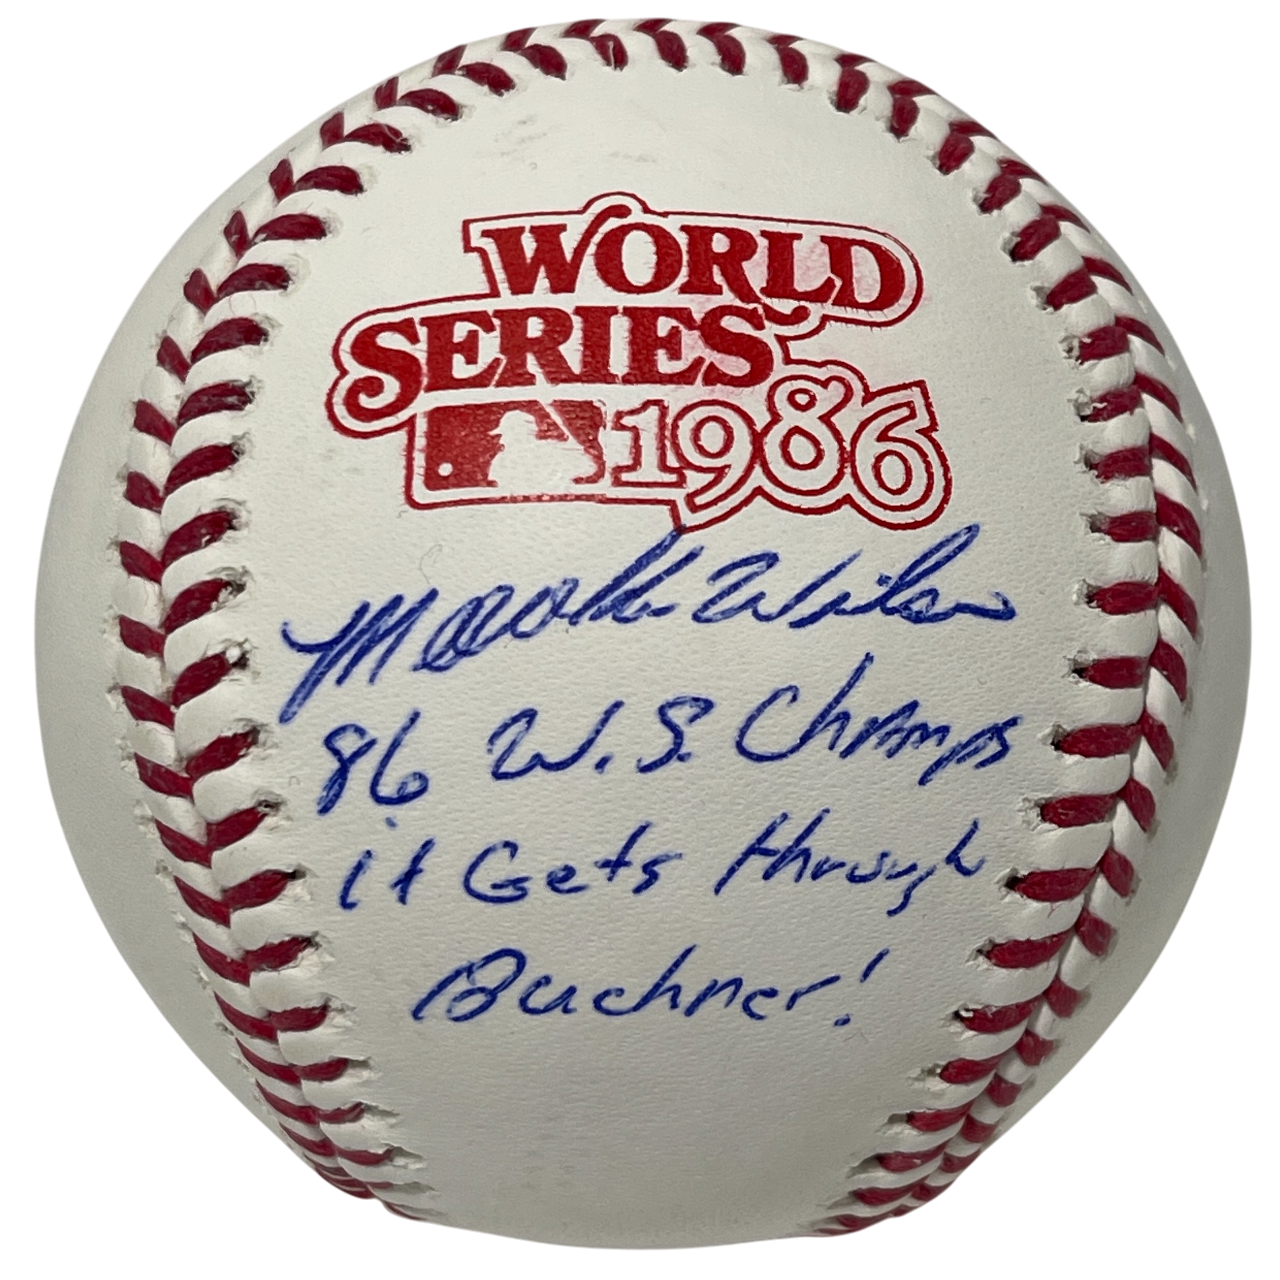 WORLD
SERIES
1986
Mookie Wilson
86 W.S. Champs
it Gets through
Buckner!